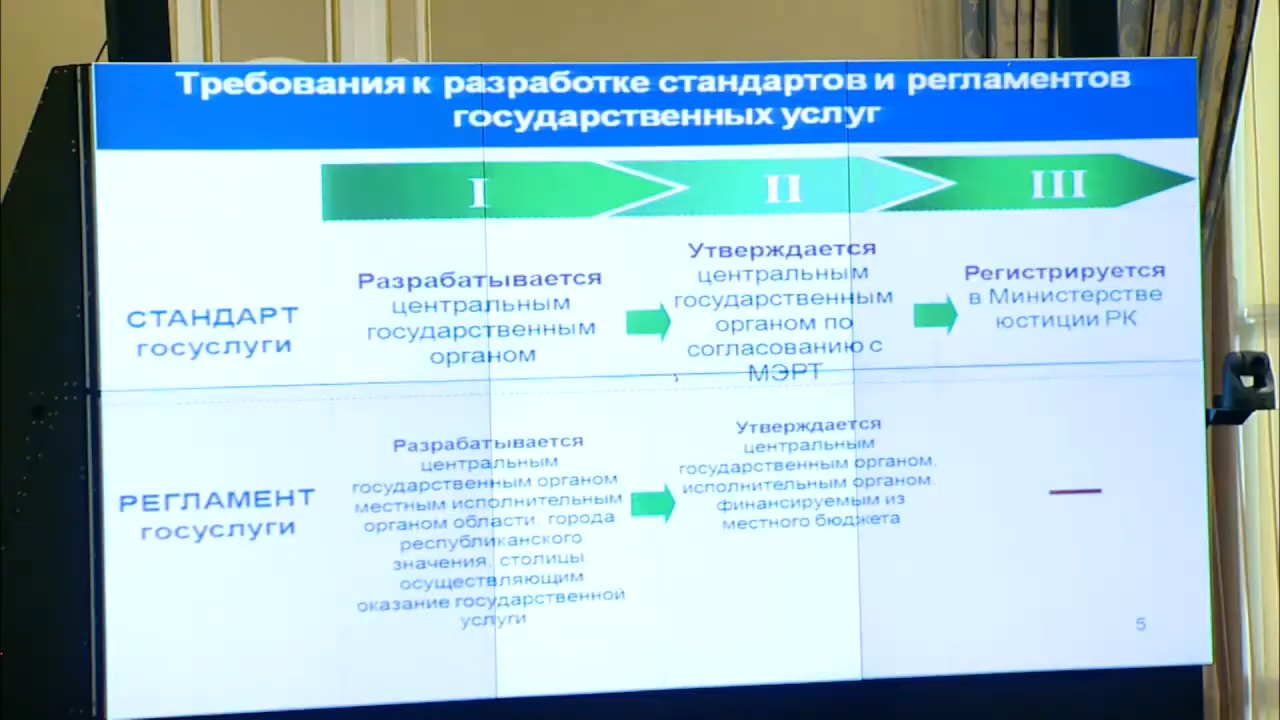 Требования к разработке стандартов и регламентов
государственных услуг
I
II
III
СТАНДАРТ
госуслуги
Разрабатывается
центральным
государственным
органом
Утверждается
центральным
государственным
органом по
согласованию с
МЭРТ
Регистрируется
в Министерстве
юстиции РК
РЕГЛАМЕНТ
госуслуги
Разрабатывается
центральным
государственным органом
местным исполнительным
органом области, города
республиканского
значения, столицы
осуществляющим
оказание государственной
услуги
Утверждается
центральным
государственным органом,
исполнительным органом,
финансируемым из
местного бюджета
—
5